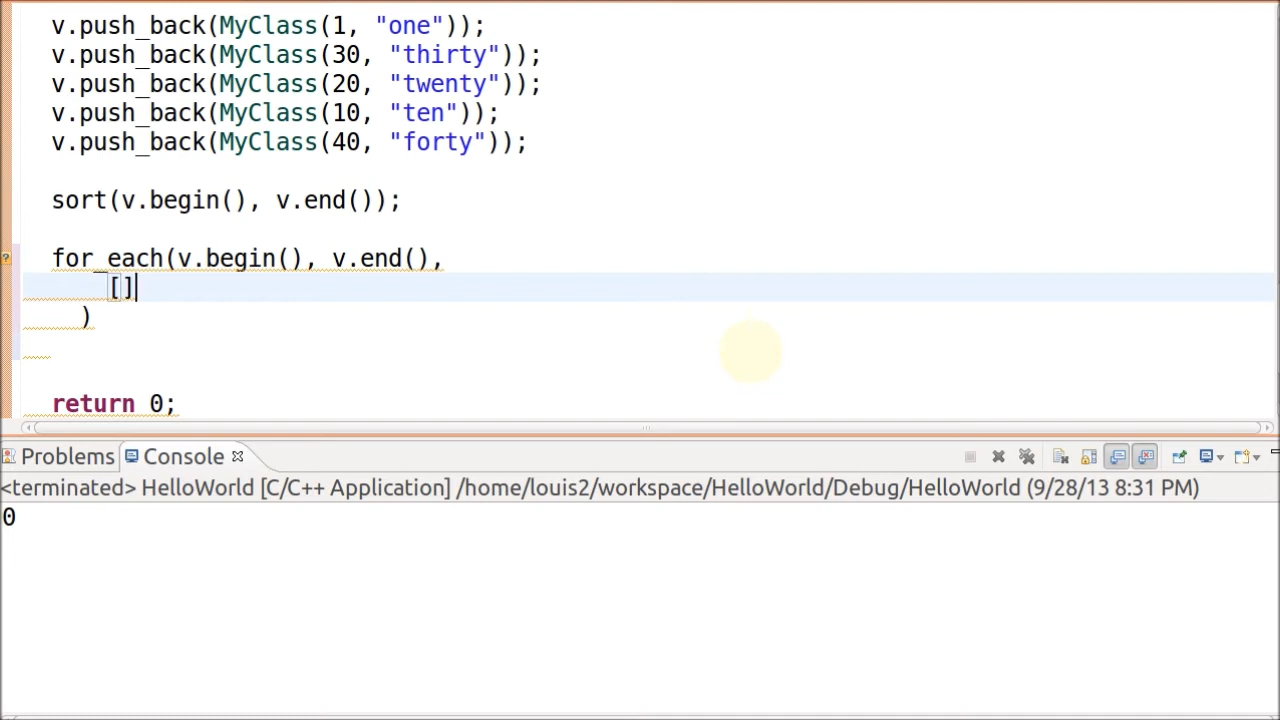 v.push_back(MyClass(1, "one"));
v.push_back(MyClass(30, "thirty"));
v.push_back(MyClass(20, "twenty"));
v.push_back(MyClass(10, "ten"));
v.push_back(MyClass(40, "forty"));
sort(v.begin(), v.end());
for_each(v.begin(), v.end(),
[]
)
return 0;
Problems Console
<terminated> HelloWorld [C/C++ Application] /home/louis2/workspace/HelloWorld/Debug/HelloWorld (9/28/13 8:31 PM)
0